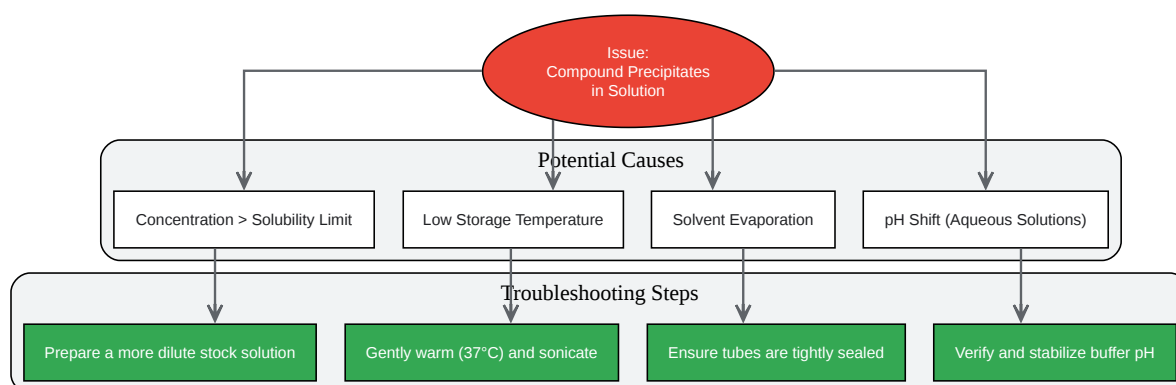 Issue:
Compound Precipitates
in Solution
Potential Causes
Concentration > Solubility Limit
Low Storage Temperature
Solvent Evaporation
pH Shift (Aqueous Solutions)
Troubleshooting Steps
Prepare a more dilute stock solution
Gently warm (37°C) and sonicate
Ensure tubes are tightly sealed
Verify and stabilize buffer pH